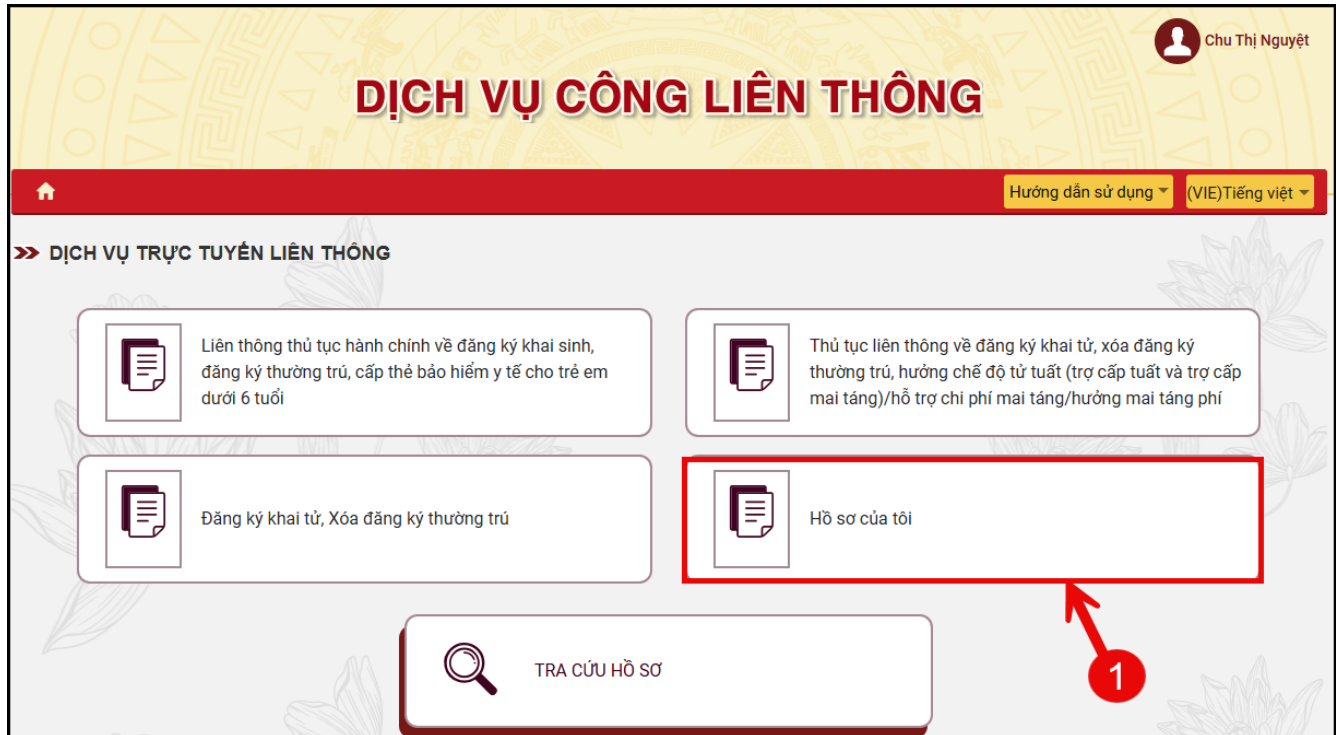 Chu Thị Nguyệt
DỊCH VỤ CÔNG LIÊN THÔNG
Hướng dẫn sử dụng
(VIE)Tiếng việt
DỊCH VỤ TRỰC TUYẾN LIÊN THÔNG
Liên thông thủ tục hành chính về đăng ký khai sinh,
đăng ký thường trú, cấp thẻ bảo hiểm y tế cho trẻ em
dưới 6 tuổi
Thủ tục liên thông về đăng ký khai tử, xóa đăng ký
thường trú, hưởng chế độ tử tuất (trợ cấp tuất và trợ cấp
mai táng)/hỗ trợ chi phí mai táng/hưởng mai táng phí
Đăng ký khai tử, Xóa đăng ký thường trú
Hồ sơ của tôi
1
TRA CỨU HỒ SƠ